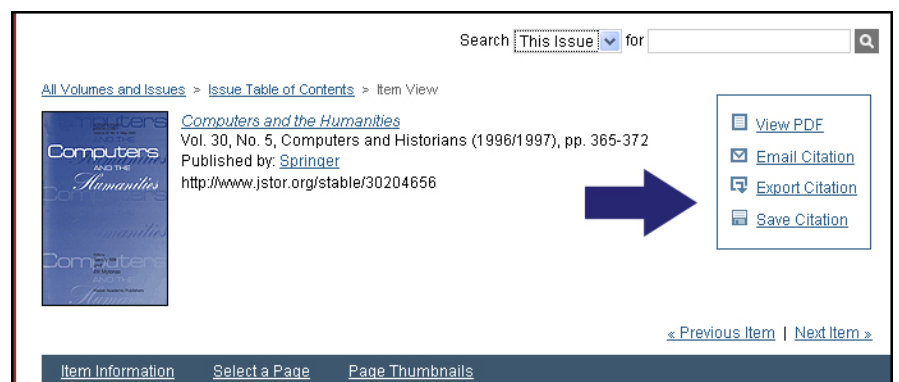 Search This Issue for
All Volumes and Issues > Issue Table of Contents > Item View
Computers and the Humanities
Vol. 30, No. 5, Computers and Historians (1996/1997), pp. 365-372
Published by: Springer
http://www.jstor.org/stable/30204656
View PDF
Email Citation
Export Citation
Save Citation
Computers
AND THE
Humanities
« Previous Item | Next Item »
Item Information Select a Page Page Thumbnails